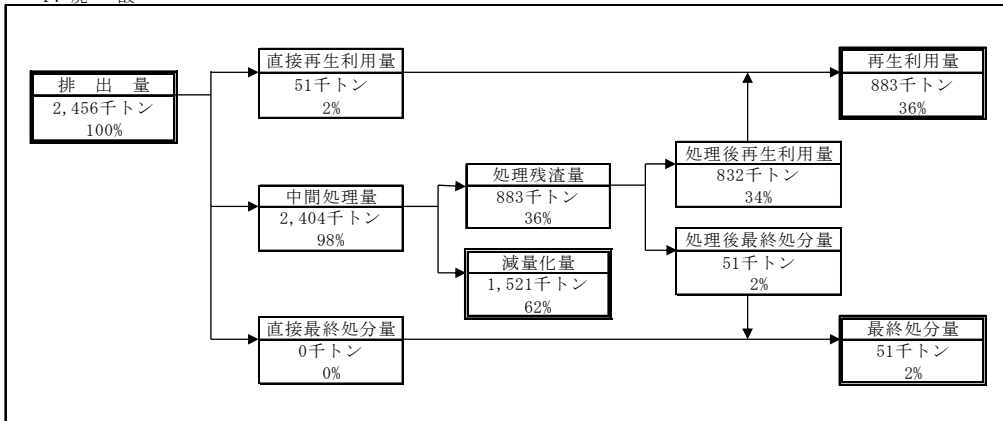 直接再生利用量
51千トン
2%
再生利用量
883千トン
36%
排 出 量
2,456千トン
100%
処理後再生利用量
832千トン
34%
処理残渣量
883千トン
36%
中間処理量
2,404千トン
98%
処理後最終処分量
51千トン
2%
減量化量
1,521千トン
62%
直接最終処分量
0千トン
0%
最終処分量
51千トン
2%